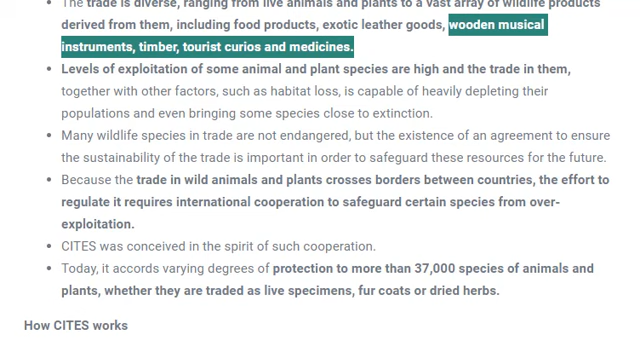 The trade is diverse, ranging from live animals and plants to a vast array of wildlife products
derived from them, including food products, exotic leather goods, wooden musical
instruments, timber, tourist curios and medicines.
Levels of exploitation of some animal and plant species are high and the trade in them,
together with other factors, such as habitat loss, is capable of heavily depleting their
populations and even bringing some species close to extinction.
Many wildlife species in trade are not endangered, but the existence of an agreement to ensure
the sustainability of the trade is important in order to safeguard these resources for the future.
Because the trade in wild animals and plants crosses borders between countries, the effort to
regulate it requires international cooperation to safeguard certain species from over-
exploitation.
CITES was conceived in the spirit of such cooperation.
Today, it accords varying degrees of protection to more than 37,000 species of animals and
plants, whether they are traded as live specimens, fur coats or dried herbs.
How CITES works